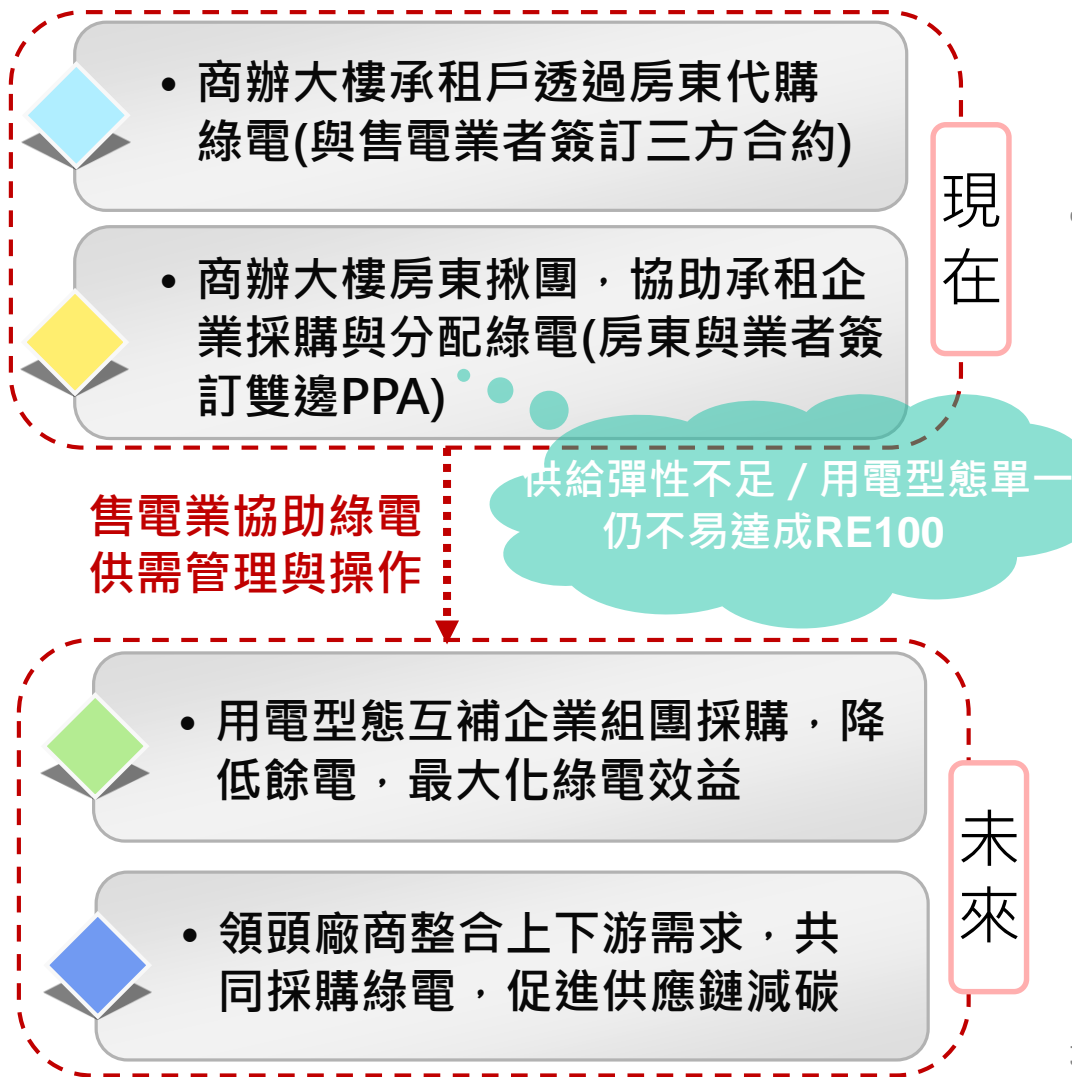 • 商辦大樓承租戶透過房東代購
綠電(與售電業者簽訂三方合約)
現
在
• 商辦大樓房東揪團，協助承租企
業採購與分配綠電(房東與業者簽
訂雙邊PPA)
供給彈性不足／用電型態單一
仍不易達成RE100
售電業協助綠電
供需管理與操作
• 用電型態互補企業組團採購，降
低餘電，最大化綠電效益
未
來
• 領頭廠商整合上下游需求，共
同採購綠電，促進供應鏈減碳